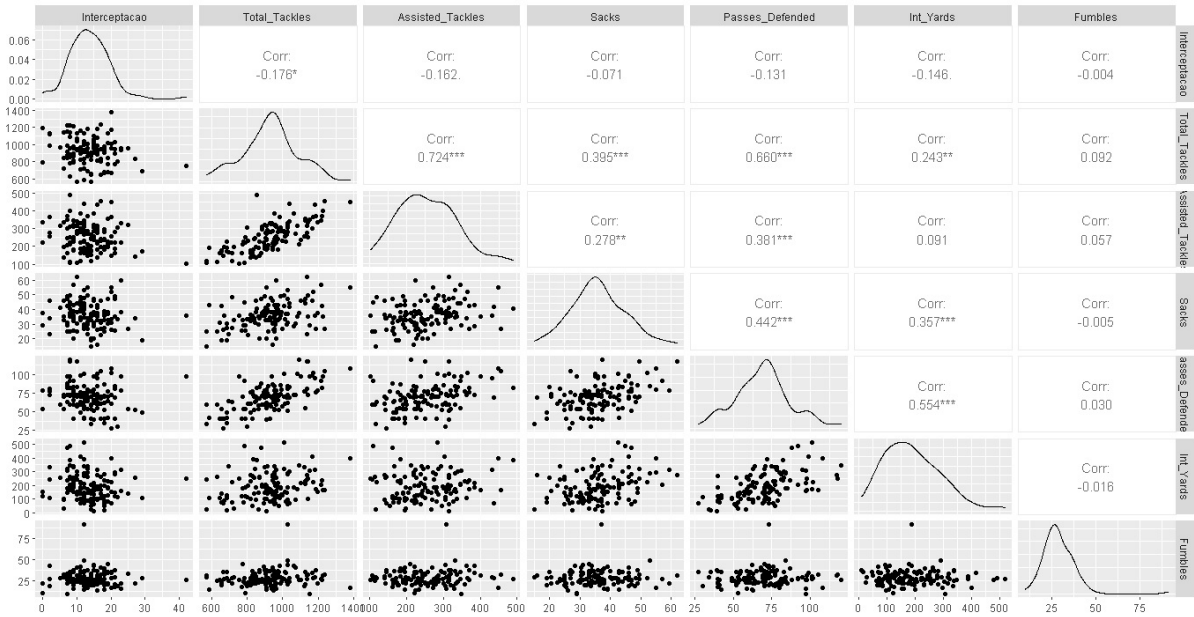 Interceptacao Total_Tackles Assisted_Tackles Sacks Passes_Defended Int_Yards Fumbles
0.06
0.04
0.02
0.00
Corr:
-0.176*
Corr:
-0.162.
Corr:
-0.071
Corr:
-0.131
Corr:
-0.146.
Corr:
-0.004
Interceptacao
1400
1200
1000
800
600
Corr:
0.724***
Corr:
0.395***
Corr:
0.660***
Corr:
0.243**
Corr:
0.092
Total_Tackles
500
400
300
200
100
Corr:
0.278**
Corr:
0.381***
Corr:
0.091
Corr:
0.057
Assisted_Tackles
60
50
40
30
20
Corr:
0.442***
Corr:
0.357***
Corr:
-0.005
Sacks
100
75
50
25
Corr:
0.554***
Corr:
0.030
asses_Defende
500
400
300
200
100
0
Corr:
-0.016
Int_Yards
75
50
25
Fumbles
0 10 20 30 40 600 800 1000 1200 1400 100 200 300 400 500 20 30 40 50 60 25 50 75 100 0 100 200 300 400 500 25 50 75